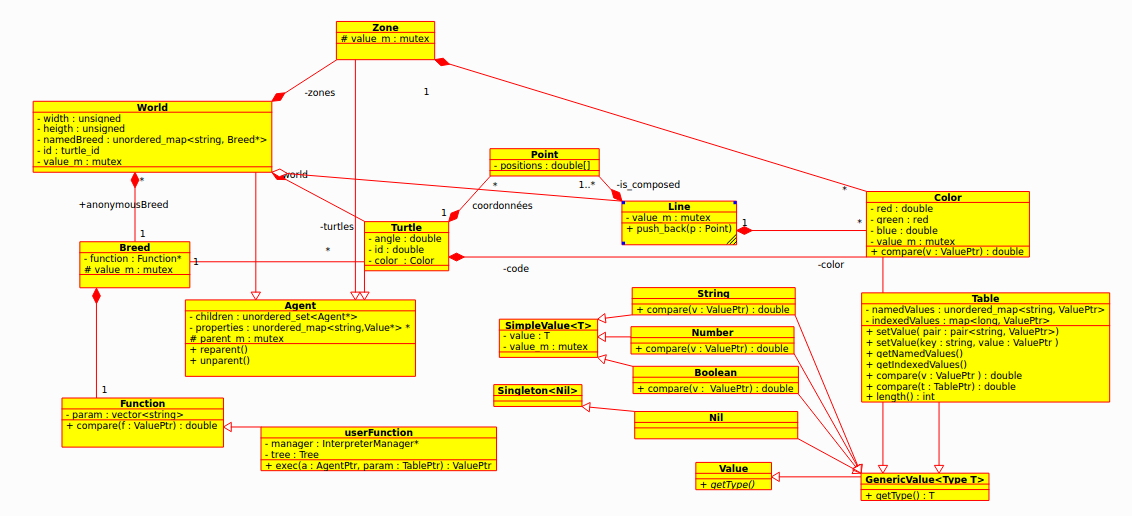 Zone
# value_m : mutex
-zones
1
World
- width : unsigned
- heigth : unsigned
- namedBreed : unordered_map<string, Breed*>
- id : turtle_id
- value_m : mutex
-world
*
+anonymousBreed
1
Point
- positions : double[]
*
1..*
-is_composed
coordonnées
1
-turtles
*
Turtle
- angle : double
- id : double
- color : Color
Line
- value_m : mutex
+ push_back(p : Point)
1
*
*
Color
- red : double
- green : red
- blue : double
- value_m : mutex
+ compare(v : ValuePtr) : double
-code
-color
Breed
- function : Function*
# value_m : mutex
1
1
Agent
- children : unordered_set<Agent*>
- properties : unordered_map<string,Value*> *
# parent_m : mutex
+ reparent()
+ unparent()
Function
- param : vector<string>
+ compare(f : ValuePtr) : double
userFunction
- manager : InterpreterManager*
- tree : Tree
+ exec(a : AgentPtr, param : TablePtr) : ValuePtr
String
+ compare(v : ValuePtr) : double
SimpleValue<T>
- value : T
- value_m : mutex
Number
+ compare(v : ValuePtr) : double
Boolean
+ compare(v : ValuePtr) : double
Singleton<Nil>
Nil
Table
- namedValues : unordered_map<string, ValuePtr>
- indexedValues : map<long, ValuePtr>
+ setValue( pair : pair<string, ValuePtr>)
+ setValue(key : string, value : ValuePtr )
+ getNamedValues()
+ getIndexedValues()
+ compare(v : ValuePtr ) : double
+ compare(t : TablePtr) : double
+ length() : int
Value
+ getType()
GenericValue<Type T>
+ getType() : T